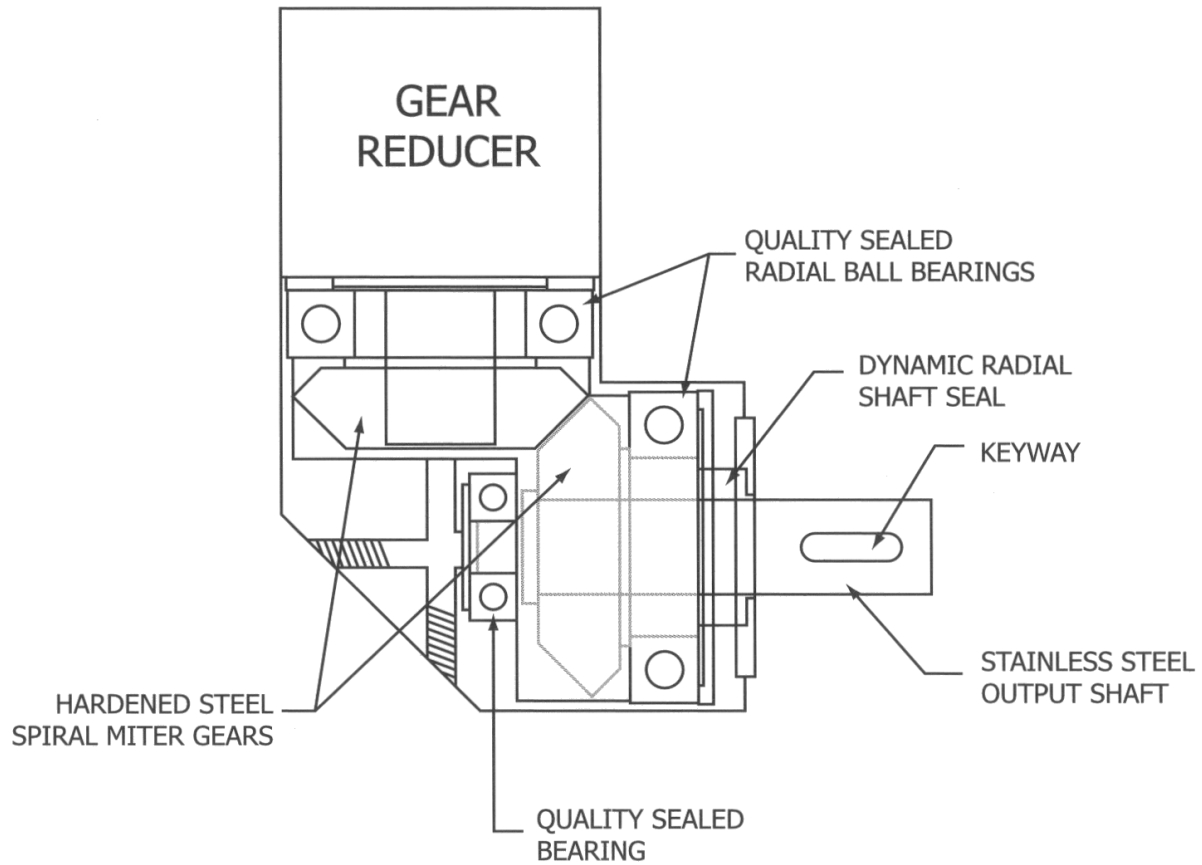 GEAR
REDUCER
QUALITY SEALED
RADIAL BALL BEARINGS
DYNAMIC RADIAL
SHAFT SEAL
KEYWAY
STAINLESS STEEL
OUTPUT SHAFT
HARDENED STEEL
SPIRAL MITER GEARS
QUALITY SEALED
BEARING